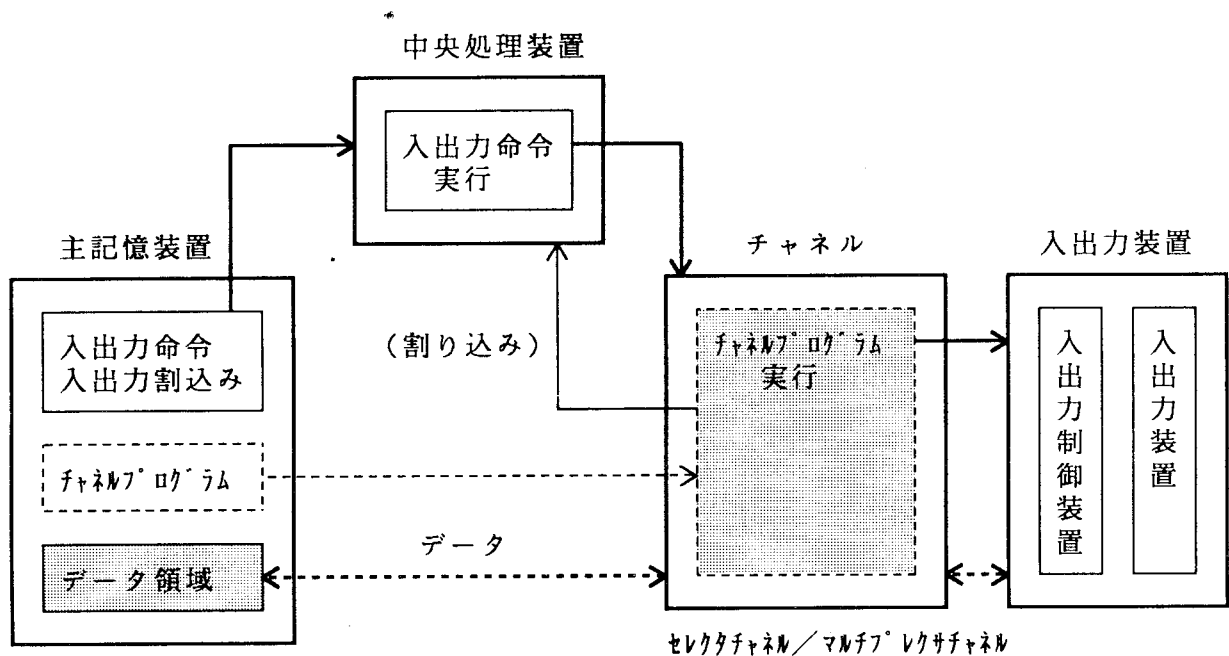 中央処理装置
入出力命令
実行
主記憶装置
入出力命令
入出力割込み
チャネルプログラム
データ領域
(割り込み)
データ
チャネル
チャネルプログラム
実行
セレクタチャネル/マルチプレクサチャネル
入出力装置
入出力制御装置
入出力装置